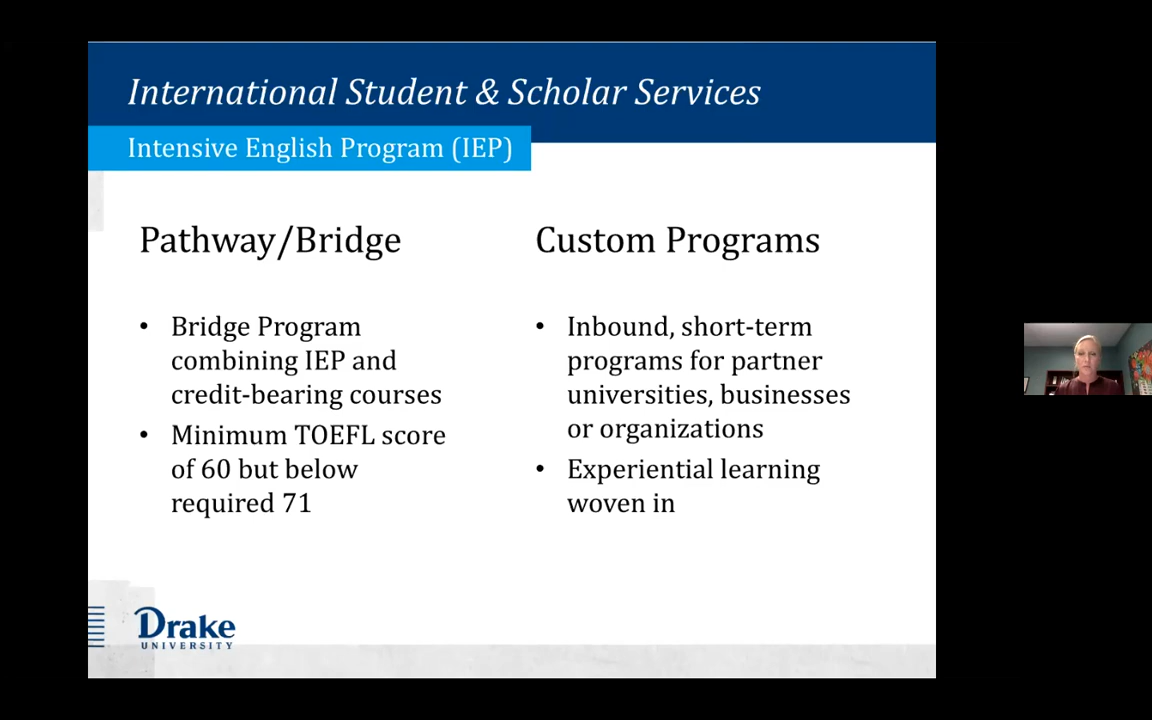 International Student & Scholar Services
Intensive English Program (IEP)
Pathway/Bridge
• Bridge Program
combining IEP and
credit-bearing courses
• Minimum TOEFL score
of 60 but below
required 71
Custom Programs
• Inbound, short-term
programs for partner
universities, businesses
or organizations
• Experiential learning
woven in
Drake
UNIVERSITY